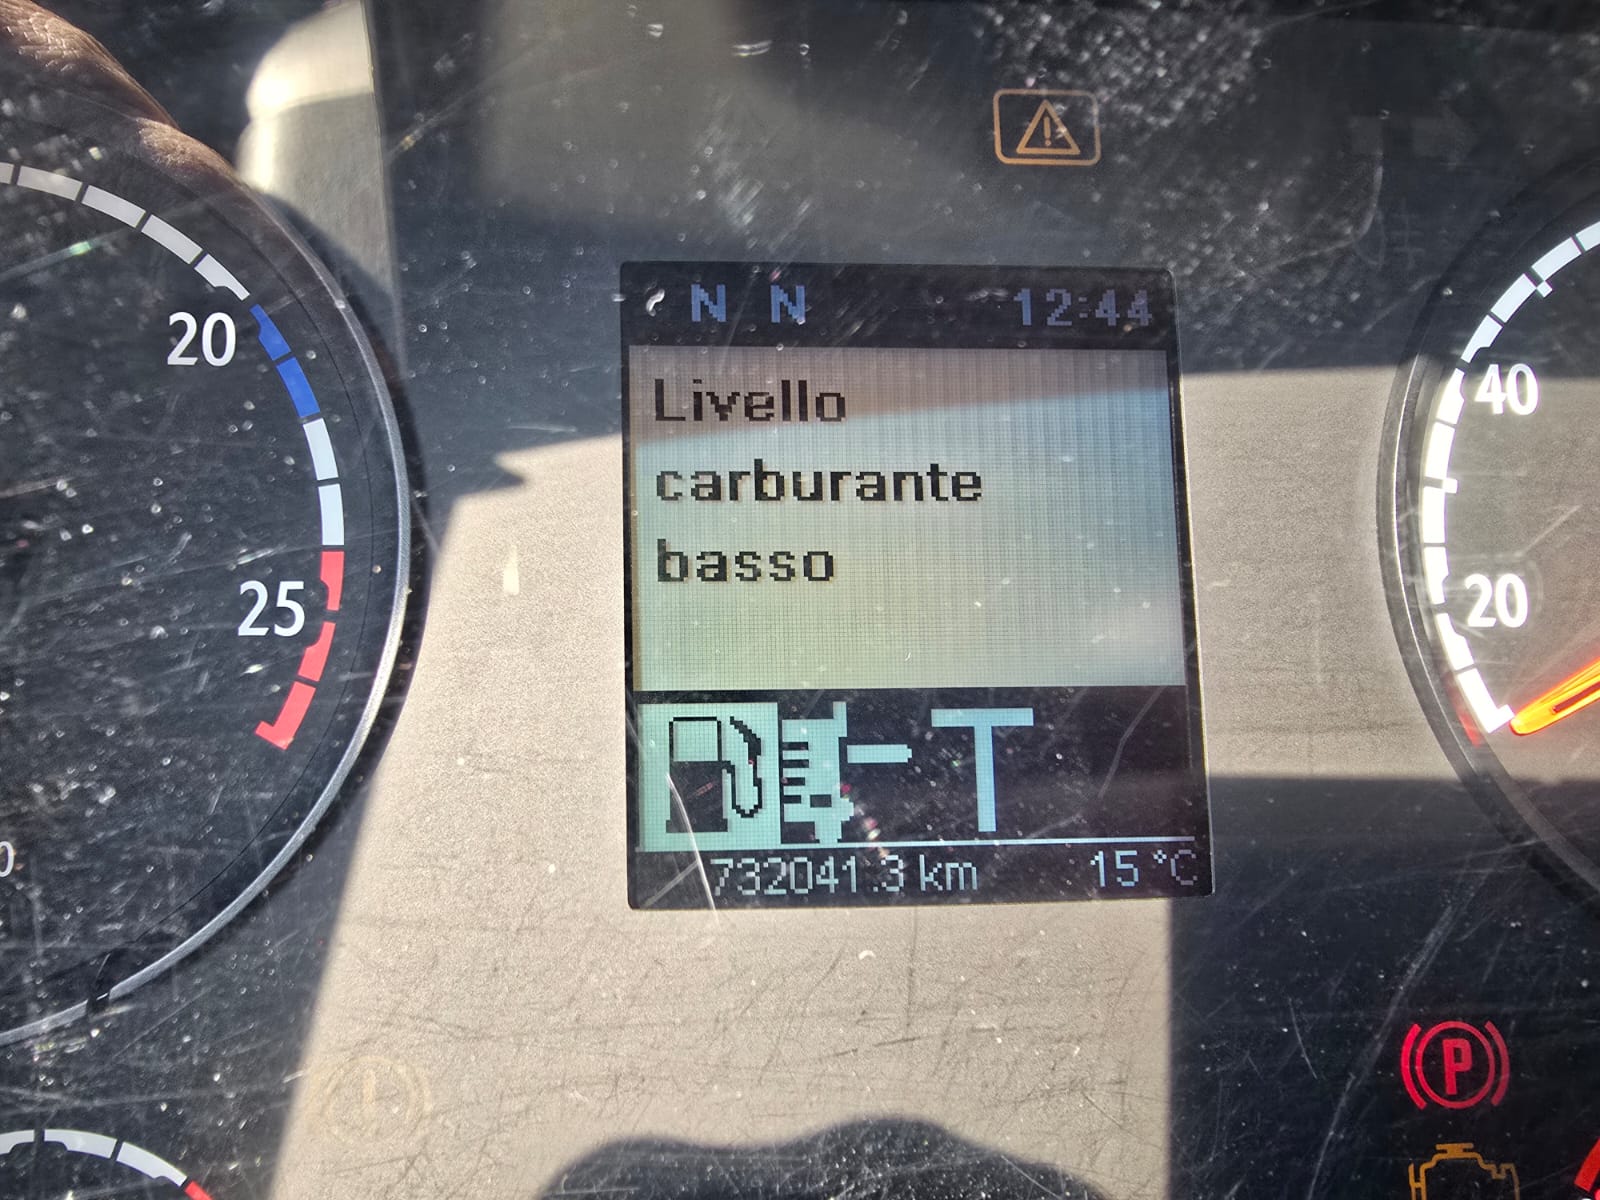 N N 12:44
Livello
carburante
basso
T
732041.3 km 15 °C
20
25
40
20
P